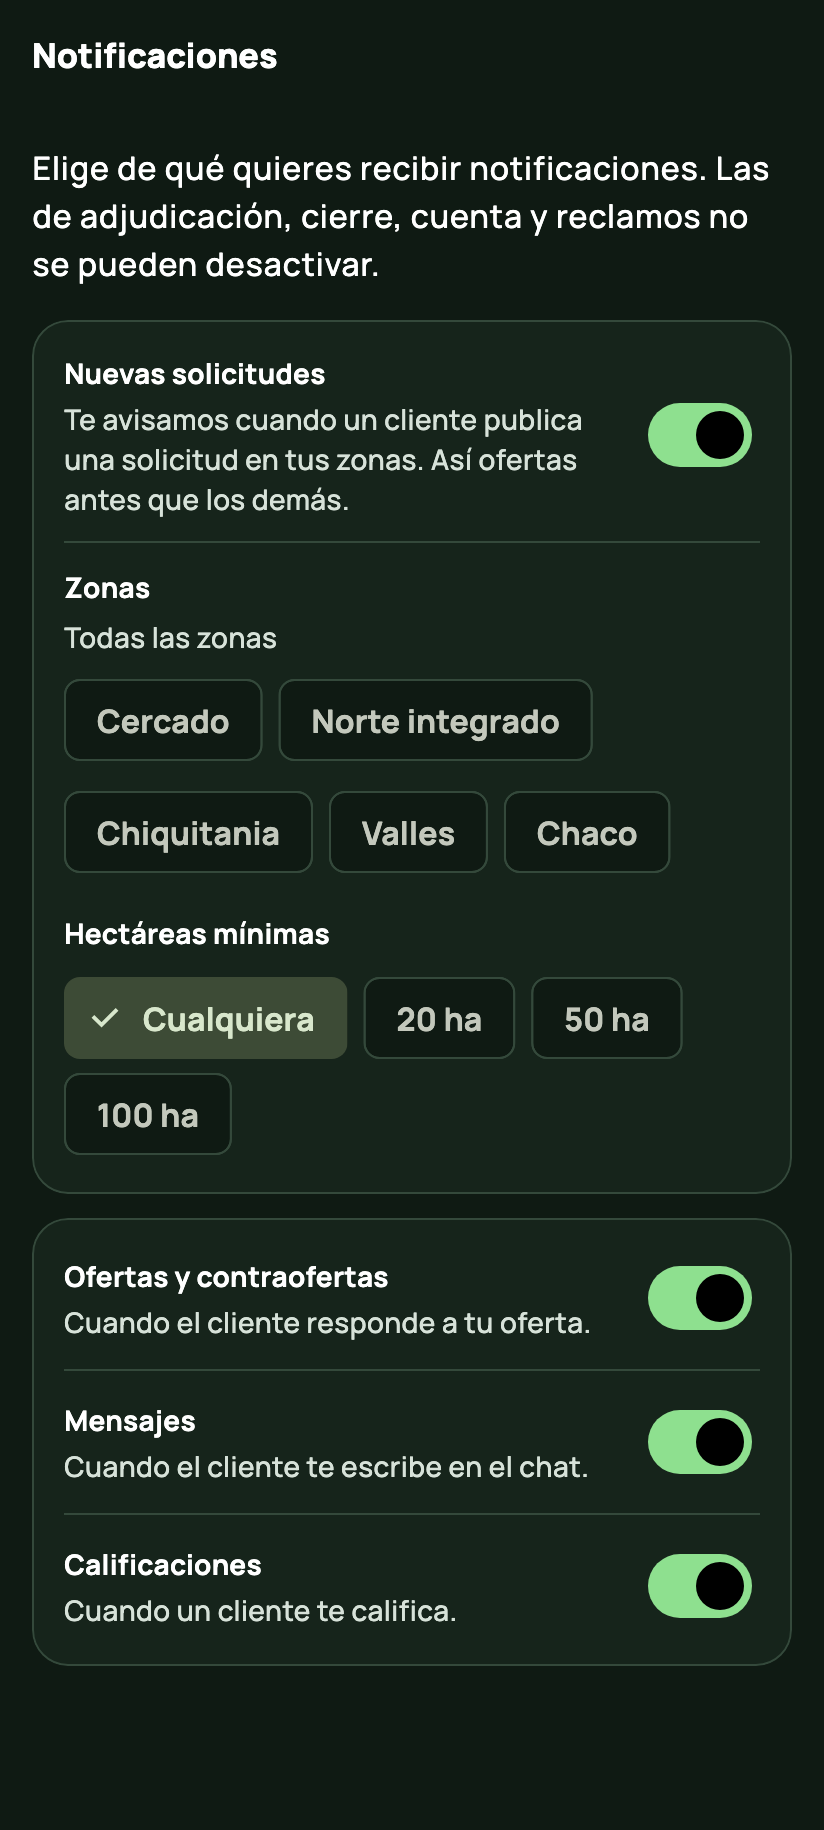 Notificaciones
Elige de qué quieres recibir notificaciones. Las
de adjudicación, cierre, cuenta y reclamos no
se pueden desactivar.
Nuevas solicitudes
Te avisamos cuando un cliente publica
una solicitud en tus zonas. Así ofertas
antes que los demás.
Zonas
Todas las zonas
Cercado
Norte integrado
Chiquitania
Valles
Chaco
Hectáreas mínimas
Cualquiera
20 ha
50 ha
100 ha
Ofertas y contraofertas
Cuando el cliente responde a tu oferta.
Mensajes
Cuando el cliente te escribe en el chat.
Calificaciones
Cuando un cliente te califica.